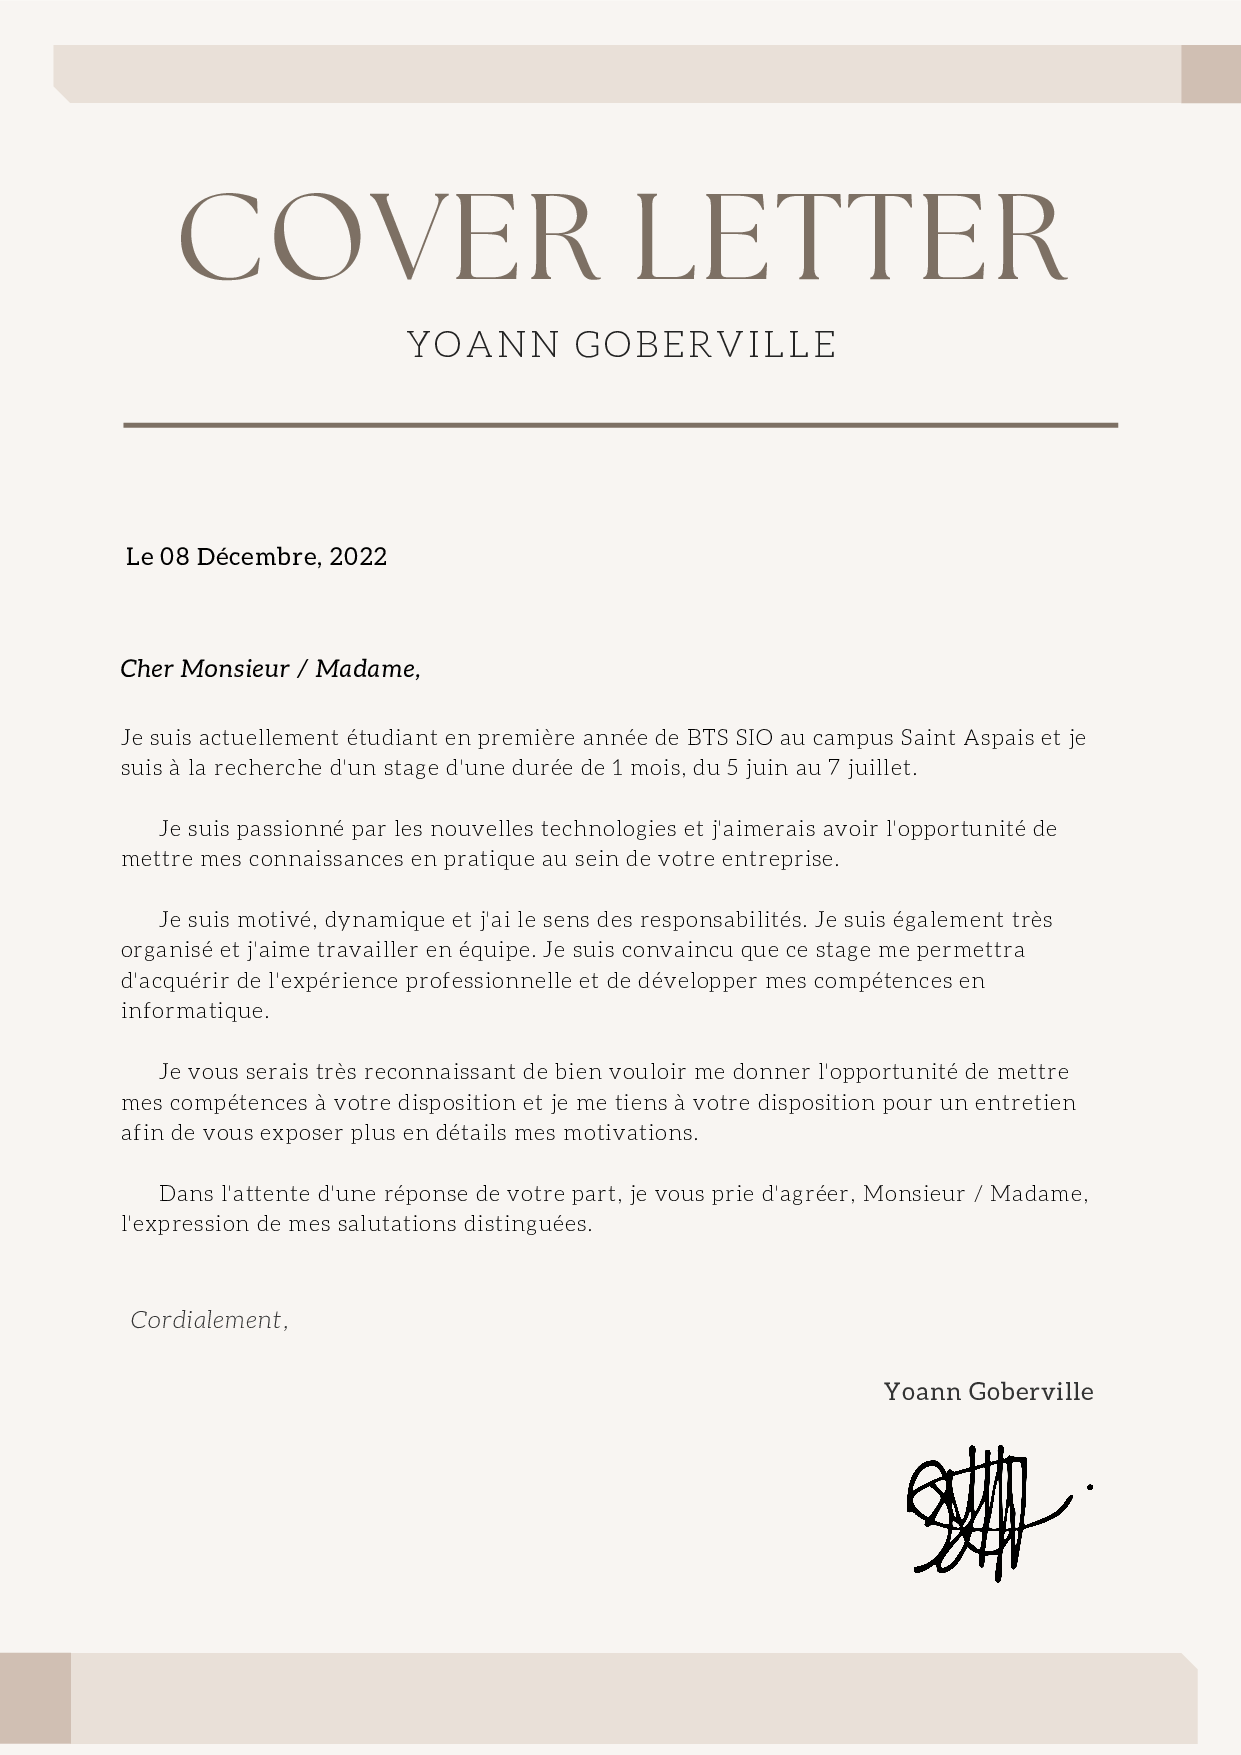 COVER LETTER
YOANN GOBERVILLE
Le 08 Décembre, 2022
Cher Monsieur / Madame,
Je suis actuellement étudiant en première année de BTS SIO au campus Saint Aspais et je
suis à la recherche d'un stage d'une durée de 1 mois, du 5 juin au 7 juillet.
Je suis passionné par les nouvelles technologies et j'aimerais avoir l'opportunité de
mettre mes connaissances en pratique au sein de votre entreprise.
Je suis motivé, dynamique et j'ai le sens des responsabilités. Je suis également très
organisé et j'aime travailler en équipe. Je suis convaincu que ce stage me permettra
d'acquérir de l'expérience professionnelle et de développer mes compétences en
informatique.
Je vous serais très reconnaissant de bien vouloir me donner l'opportunité de mettre
mes compétences à votre disposition et je me tiens à votre disposition pour un entretien
afin de vous exposer plus en détails mes motivations.
Dans l'attente d'une réponse de votre part, je vous prie d'agréer, Monsieur / Madame,
l'expression de mes salutations distinguées.
Cordialement,
Yoann Goberville